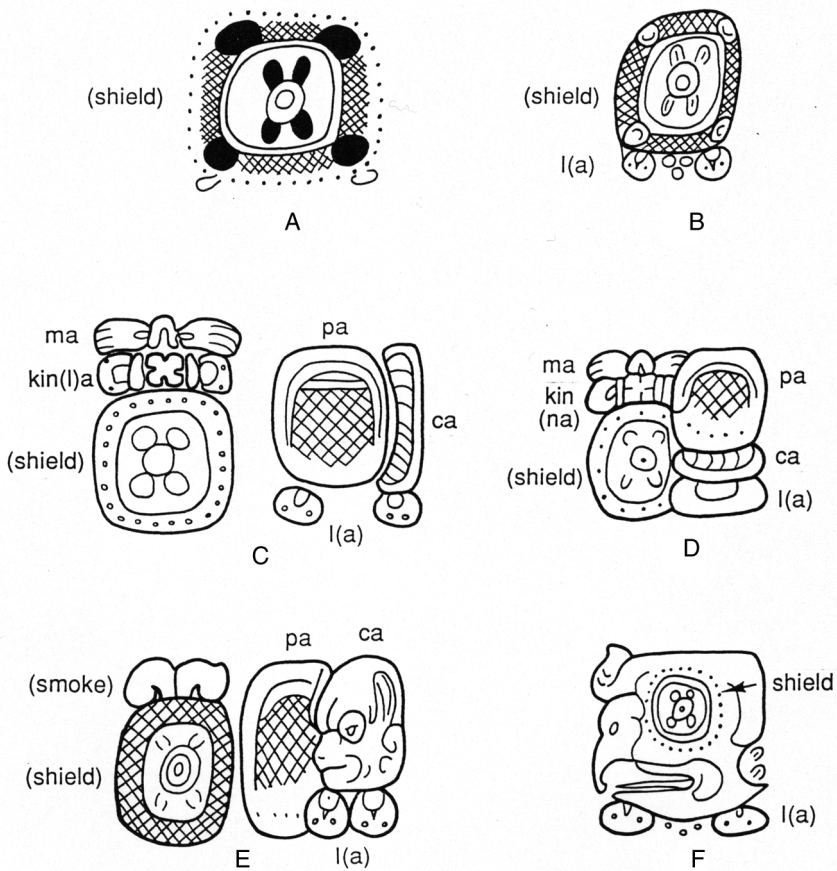 (shield)
A
(shield)
l(a)
B
ma
kin(l)a
(shield)
pa
ca
l(a)
C
ma
kin
(na)
(shield)
pa
ca
l(a)
D
(smoke)
(shield)
pa
ca
l(a)
E
shield
l(a)
F